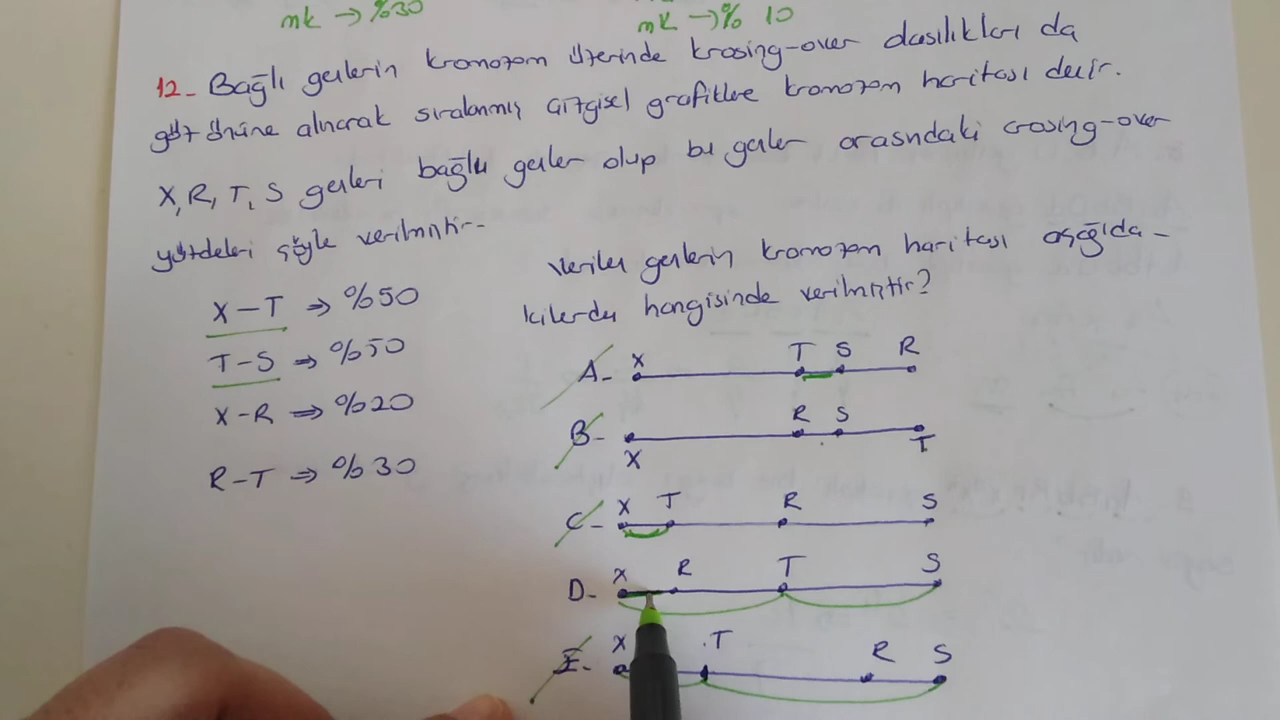 mk → %30
mk → % 10
12- Bağlı genlerin kromozom üzerinde krosing-over dasılıkları da
göz önüne alınarak sıralanmış çizgisel grafiklere kromozom haritası denir.
X, R, T, S genleri bağlı genler olup bu genler arasındaki crosing-over
yüzdeleri şöyle verilmiştir-
X-T ⇒ %50
T-S ⇒ %50
X-R ⇒ %20
R-T ⇒ %30
Verilen genlerin kromozom haritası aşağıda-
kilerden hangisinde verilmiştir?
A- X T S R
B- X R S T
C- X T R S
D- X R T S
E- X T R S